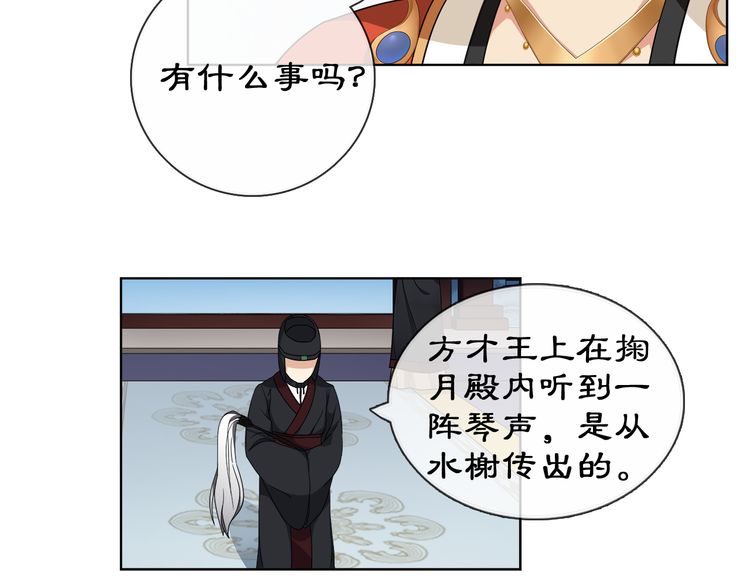 有什么事吗?
方才王上在掬
月殿内听到一
阵琴声，是从
水榭传出的。